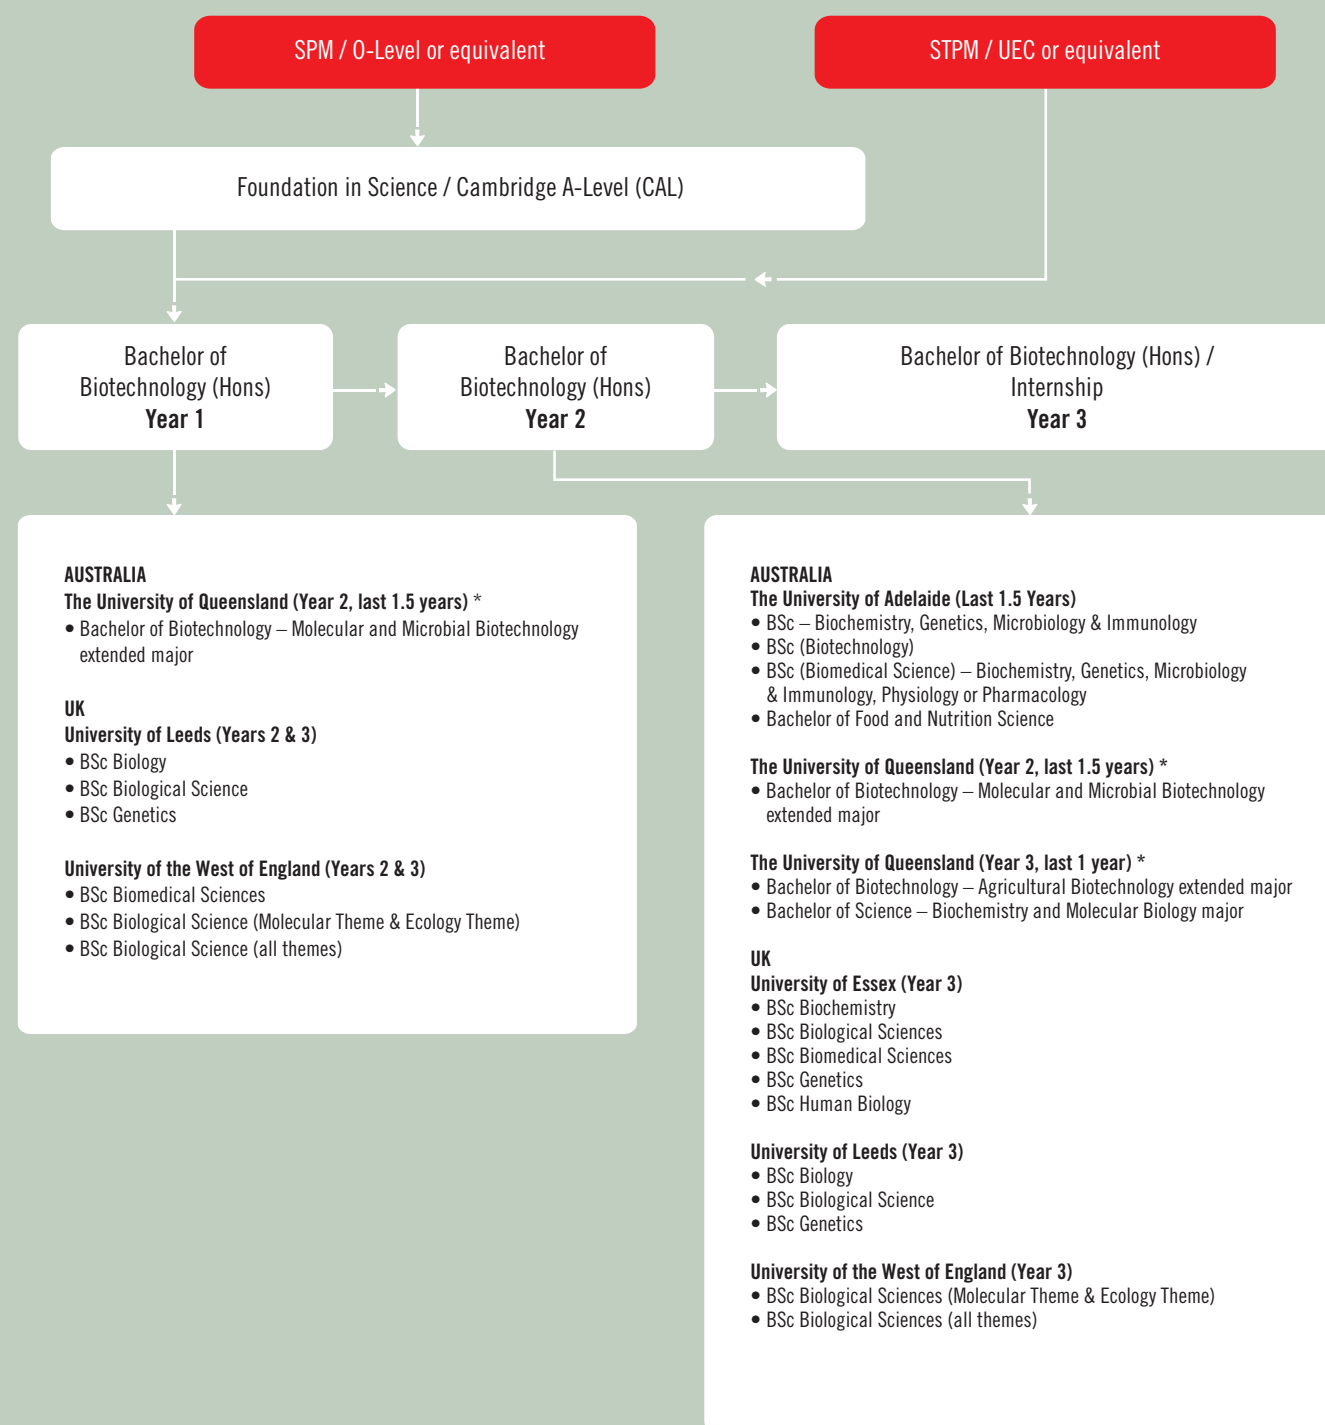 SPM / O-Level or equivalent
STPM / UEC or equivalent
Foundation in Science / Cambridge A-Level (CAL)
Bachelor of
Biotechnology (Hons)
Year 1
Bachelor of
Biotechnology (Hons)
Year 2
Bachelor of Biotechnology (Hons) /
Internship
Year 3
AUSTRALIA
The University of Queensland (Year 2, last 1.5 years) *
• Bachelor of Biotechnology – Molecular and Microbial Biotechnology
extended major
UK
University of Leeds (Years 2 & 3)
• BSc Biology
• BSc Biological Science
• BSc Genetics
University of the West of England (Years 2 & 3)
• BSc Biomedical Sciences
• BSc Biological Science (Molecular Theme & Ecology Theme)
• BSc Biological Science (all themes)
AUSTRALIA
The University of Adelaide (Last 1.5 Years)
• BSc – Biochemistry, Genetics, Microbiology & Immunology
• BSc (Biotechnology)
• BSc (Biomedical Science) – Biochemistry, Genetics, Microbiology
& Immunology, Physiology or Pharmacology
• Bachelor of Food and Nutrition Science
The University of Queensland (Year 2, last 1.5 years) *
• Bachelor of Biotechnology – Molecular and Microbial Biotechnology
extended major
The University of Queensland (Year 3, last 1 year) *
• Bachelor of Biotechnology – Agricultural Biotechnology extended major
• Bachelor of Science – Biochemistry and Molecular Biology major
UK
University of Essex (Year 3)
• BSc Biochemistry
• BSc Biological Sciences
• BSc Biomedical Sciences
• BSc Genetics
• BSc Human Biology
University of Leeds (Year 3)
• BSc Biology
• BSc Biological Science
• BSc Genetics
University of the West of England (Year 3)
• BSc Biological Sciences (Molecular Theme & Ecology Theme)
• BSc Biological Sciences (all themes)